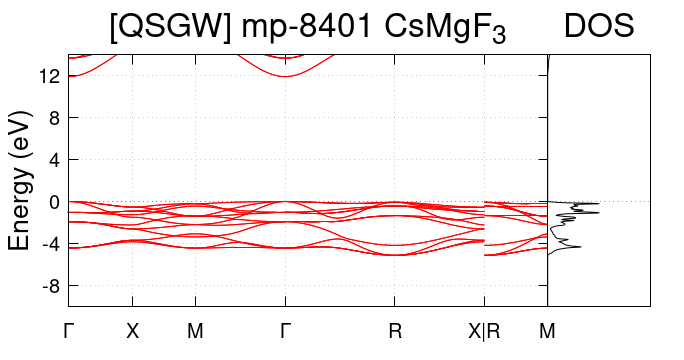 [QSGW] mp-8401 CsMgF3 DOS
Energy (eV)
12
8
4
0
-4
-8
Γ X M Γ R X|R M